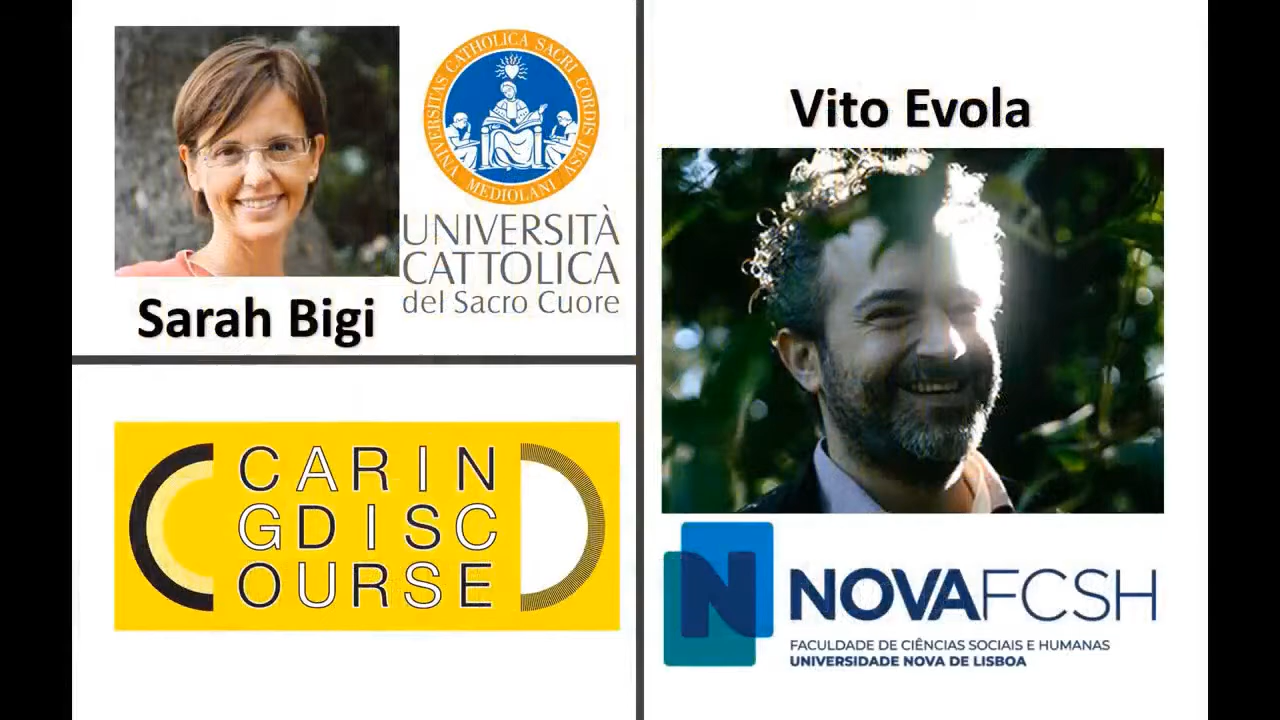 UNIVERSITAS CATHOLICA SACRI CORDIS JESV
MEDIOLANI
UNIVERSITÀ
CATTOLICA
del Sacro Cuore
Sarah Bigi
CARIN
GDISC
OURSE
Vito Evola
N NOVAFCSH
FACULDADE DE CIÊNCIAS SOCIAIS E HUMANAS
UNIVERSIDADE NOVA DE LISBOA